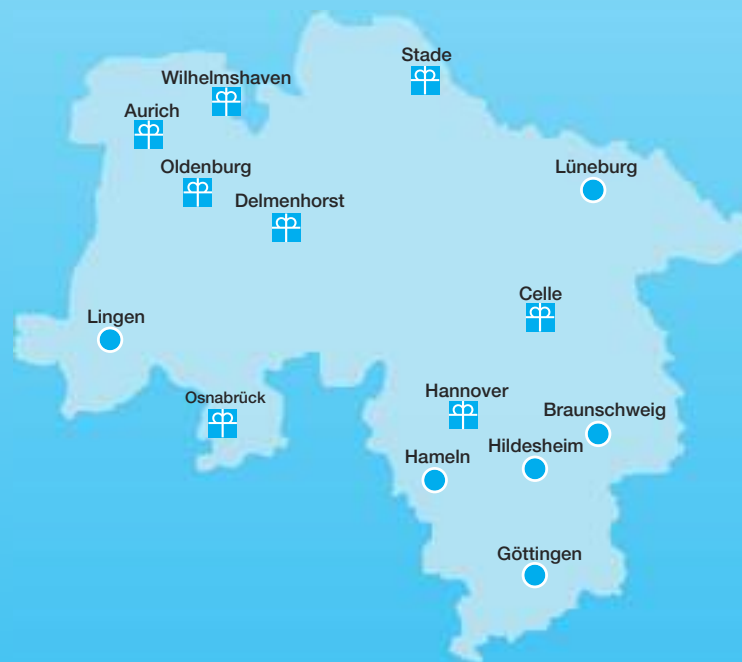 Stade
Wilhelmshaven
Aurich
Oldenburg
Lüneburg
Delmenhorst
Celle
Lingen
Hannover
Osnabrück
Braunschweig
Hildesheim
Hameln
Göttingen